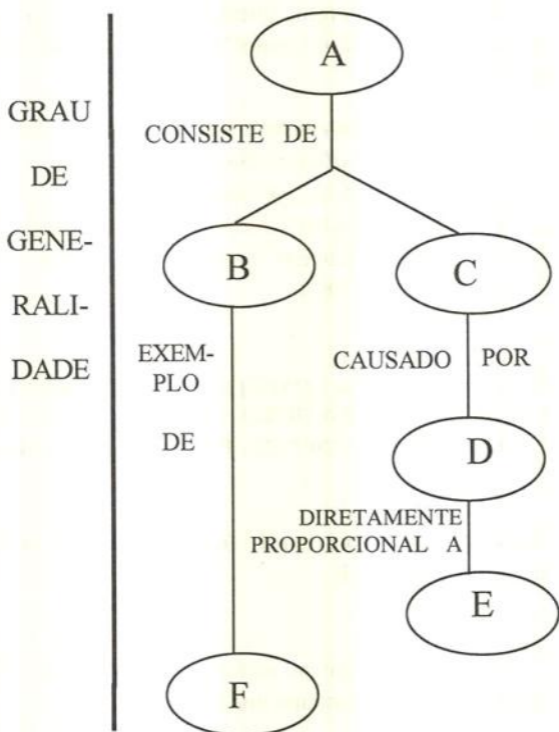 A
GRAU
DE
GENE-
RALI-
DADE
CONSISTE DE
B
C
EXEM-
PLO
DE
CAUSADO POR
D
DIRETAMENTE
PROPORCIONAL A
E
F